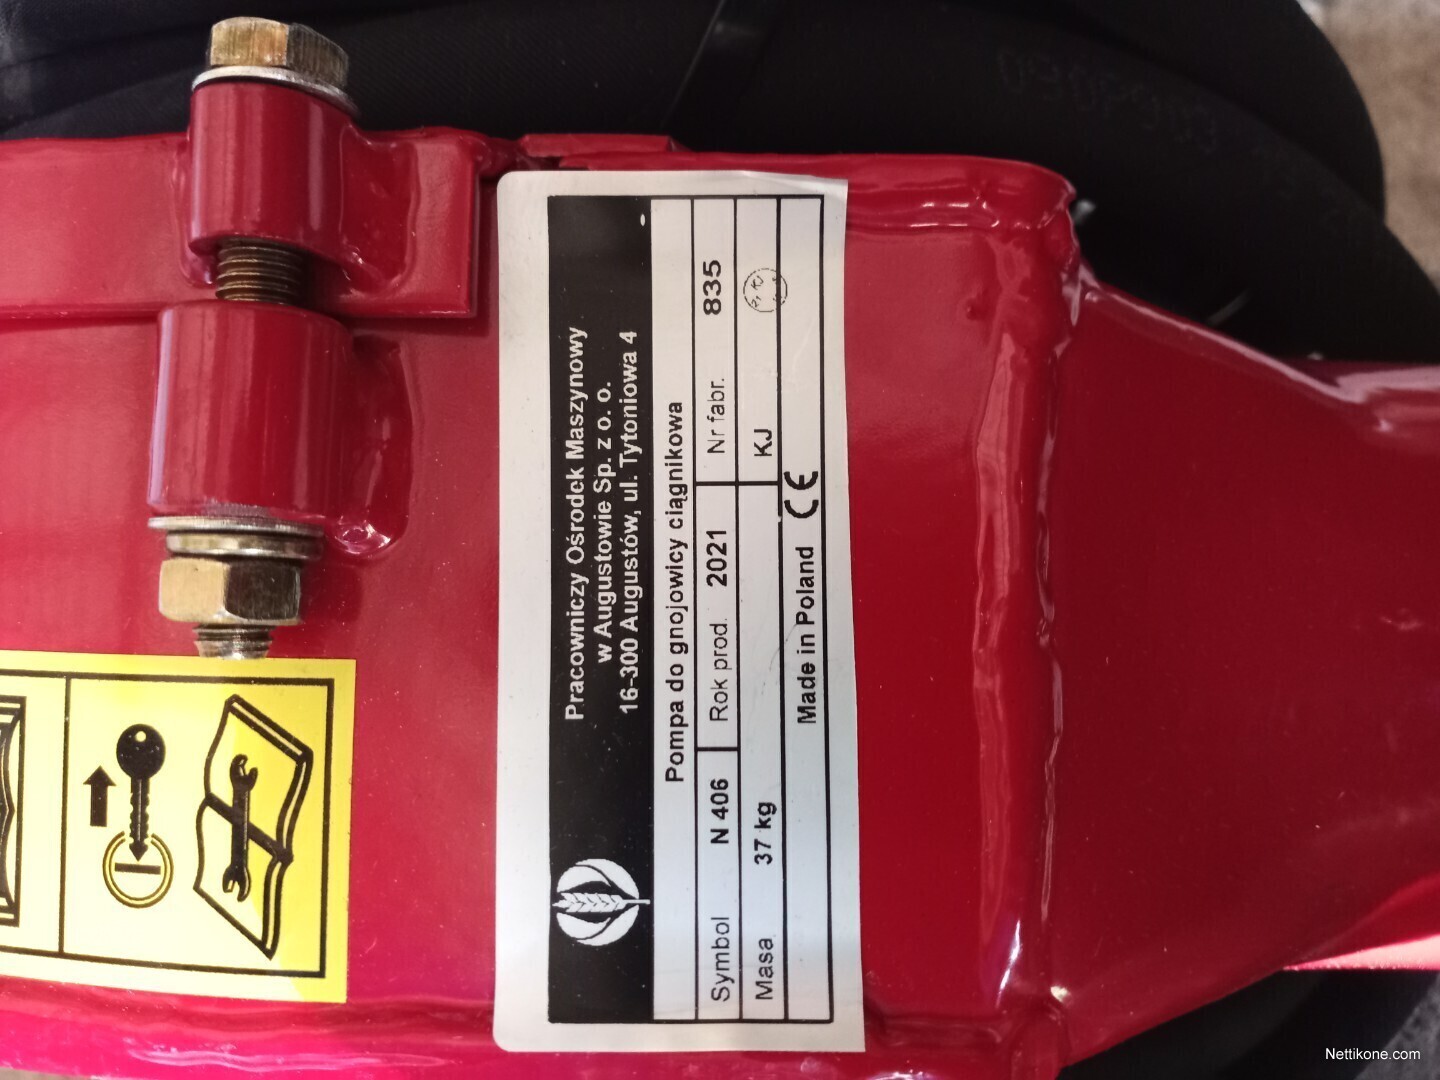 Pracowniczy Ośrodek Maszynowy
w Augustowie Sp. z o. o.
16-300 Augustów, ul. Tytoniowa 4
Pompa do gnojowicy ciągnikowa
Symbol N 406 Rok prod. 2021 Nr fabr. 835
Masa 37 kg KJ
Made in Poland CE
Nettikone.com